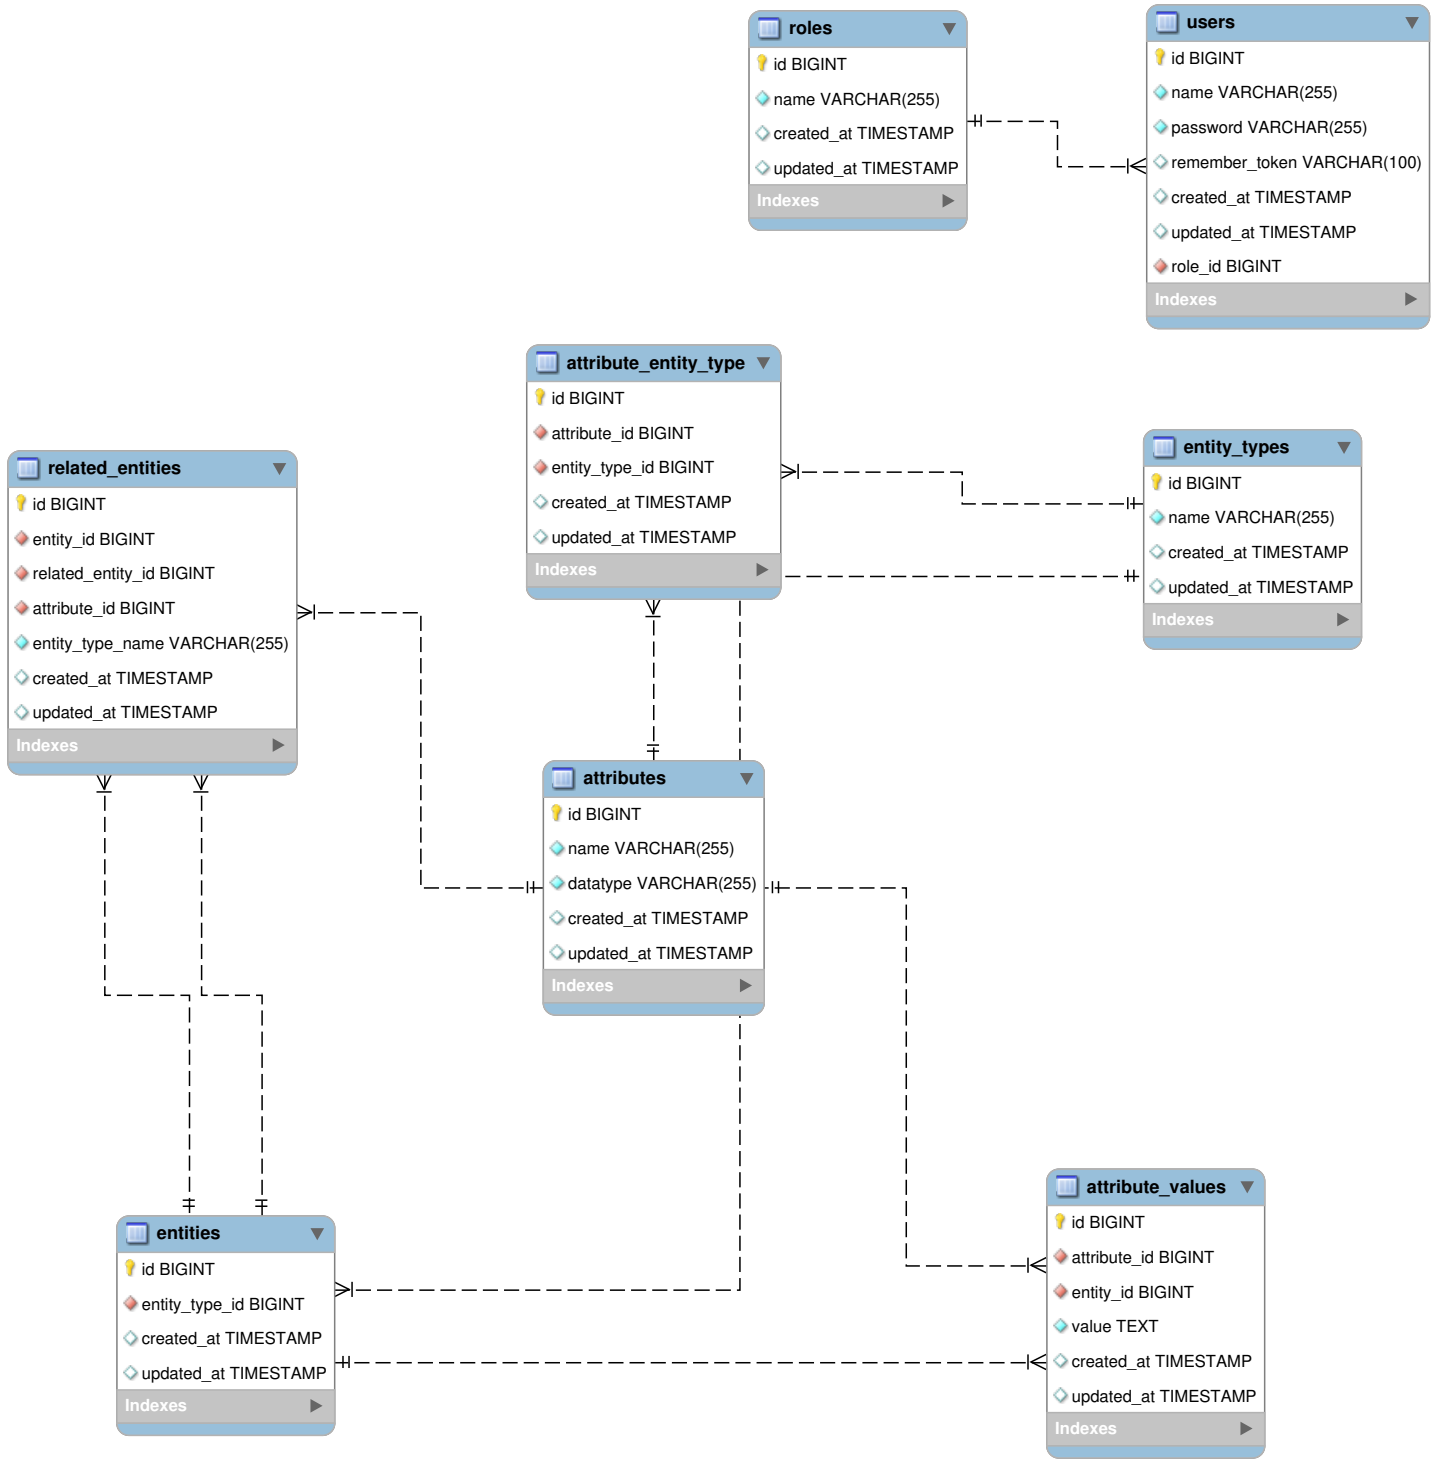 roles
id BIGINT
name VARCHAR(255)
created_at TIMESTAMP
updated_at TIMESTAMP
Indexes
users
id BIGINT
name VARCHAR(255)
password VARCHAR(255)
remember_token VARCHAR(100)
created_at TIMESTAMP
updated_at TIMESTAMP
role_id BIGINT
Indexes
attribute_entity_type
id BIGINT
attribute_id BIGINT
entity_type_id BIGINT
created_at TIMESTAMP
updated_at TIMESTAMP
Indexes
entity_types
id BIGINT
name VARCHAR(255)
created_at TIMESTAMP
updated_at TIMESTAMP
Indexes
related_entities
id BIGINT
entity_id BIGINT
related_entity_id BIGINT
attribute_id BIGINT
entity_type_name VARCHAR(255)
created_at TIMESTAMP
updated_at TIMESTAMP
Indexes
attributes
id BIGINT
name VARCHAR(255)
datatype VARCHAR(255)
created_at TIMESTAMP
updated_at TIMESTAMP
Indexes
entities
id BIGINT
entity_type_id BIGINT
created_at TIMESTAMP
updated_at TIMESTAMP
Indexes
attribute_values
id BIGINT
attribute_id BIGINT
entity_id BIGINT
value TEXT
created_at TIMESTAMP
updated_at TIMESTAMP
Indexes